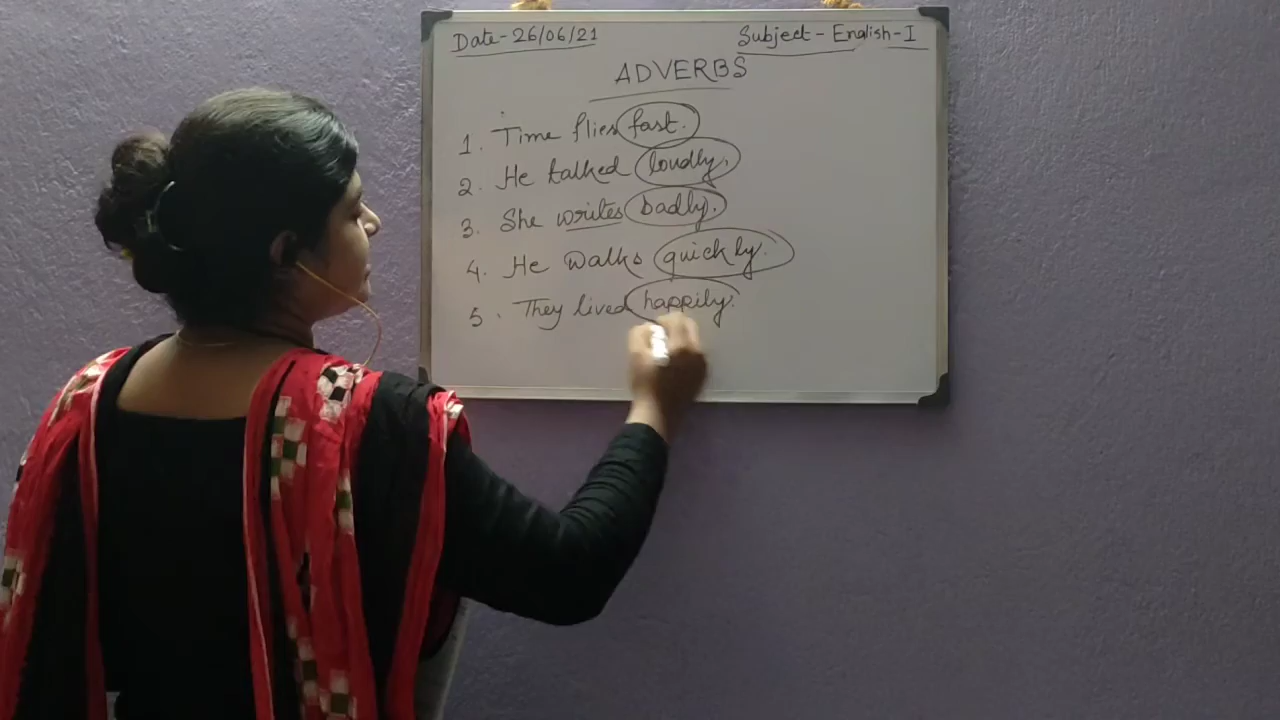 Date-26/06/21 Subject-English-I
ADVERBS
1. Time flies fast.
2. He talked loudly.
3. She writes badly.
4. He walks quickly.
5. They lived happily.